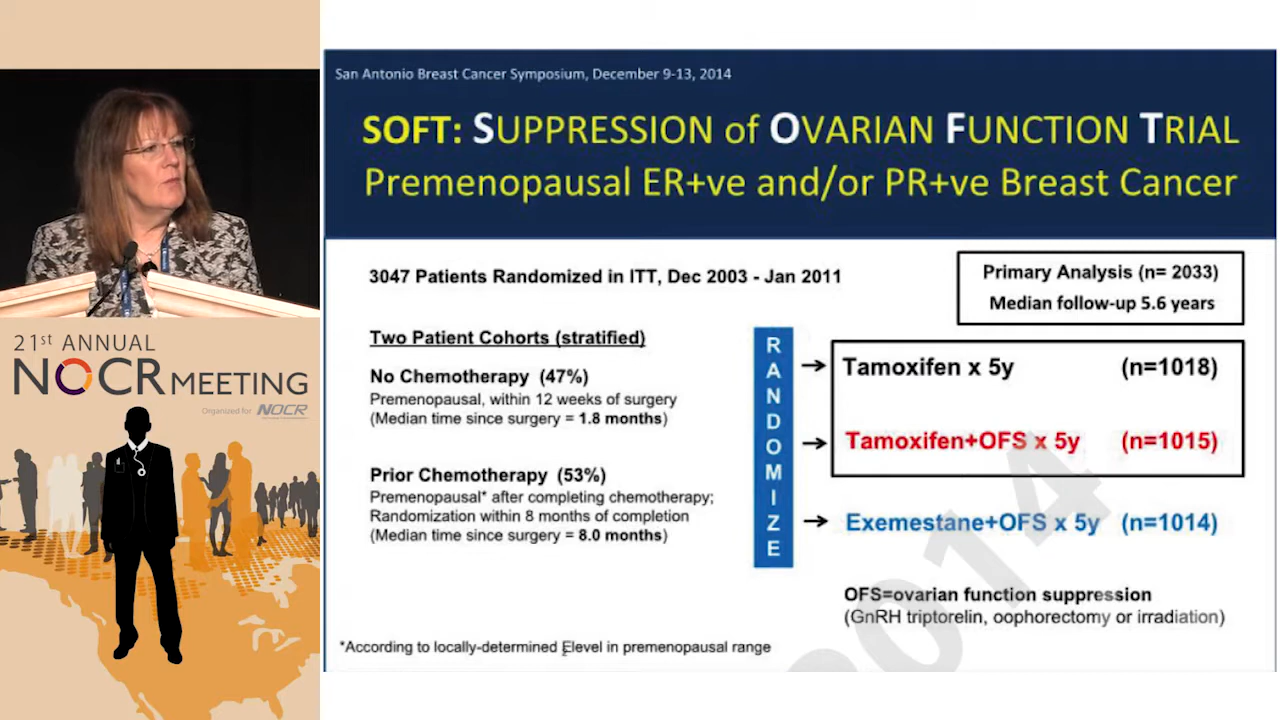 San Antonio Breast Cancer Symposium, December 9-13, 2014
SOFT: SUPPRESSION of OVARIAN FUNCTION TRIAL
Premenopausal ER+ve and/or PR+ve Breast Cancer
3047 Patients Randomized in ITT, Dec 2003 - Jan 2011
Primary Analysis (n= 2033)
Median follow-up 5.6 years
Two Patient Cohorts (stratified)
No Chemotherapy (47%)
Premenopausal, within 12 weeks of surgery
(Median time since surgery = 1.8 months)
Prior Chemotherapy (53%)
Premenopausal* after completing chemotherapy;
Randomization within 8 months of completion
(Median time since surgery = 8.0 months)
RANDOMIZE
Tamoxifen x 5y (n=1018)
Tamoxifen+OFS x 5y (n=1015)
Exemestane+OFS x 5y (n=1014)
OFS=ovarian function suppression
(GnRH triptorelin, oophorectomy or irradiation)
*According to locally-determined E2level in premenopausal range
2014
21st ANNUAL
NOCR MEETING
Organized for NOCR